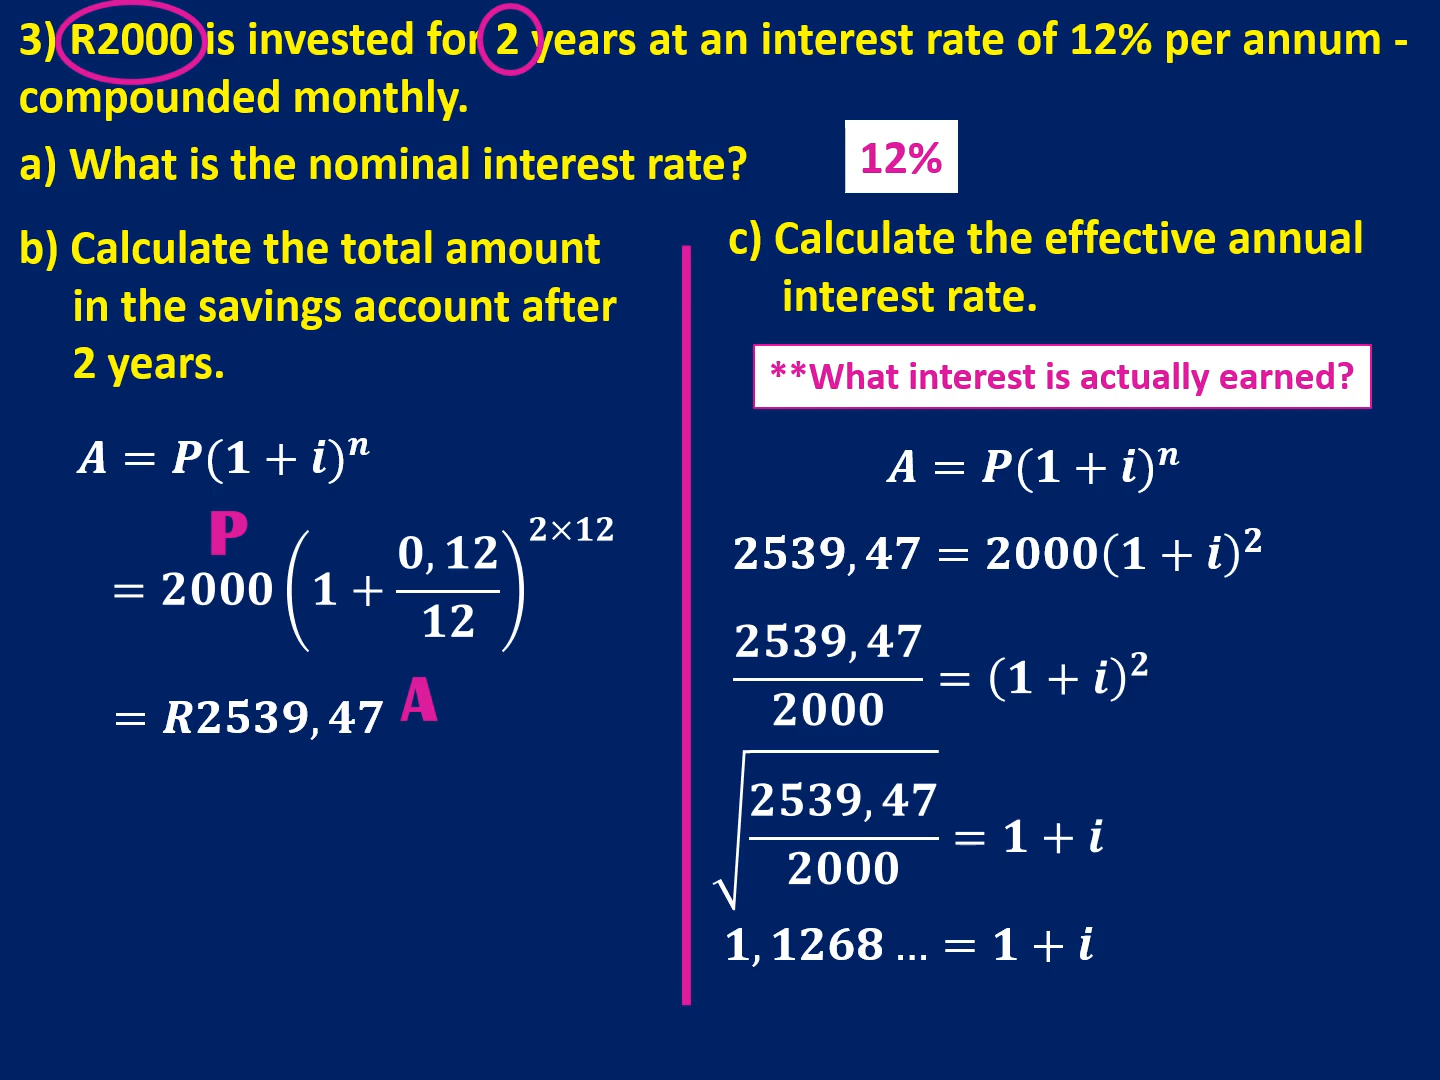 3) R2000 is invested for 2 years at an interest rate of 12% per annum -
compounded monthly.
a) What is the nominal interest rate?
12%
b) Calculate the total amount
in the savings account after
2 years.
A = P(1 + i)ⁿ
P
= 2000(1 + 0,12/12)^(2×12)
= R2539,47 A
c) Calculate the effective annual
interest rate.
**What interest is actually earned?
A = P(1 + i)ⁿ
2539,47 = 2000(1 + i)²
2539,47/2000 = (1 + i)²
√(2539,47/2000) = 1 + i
1,1268 ... = 1 + i